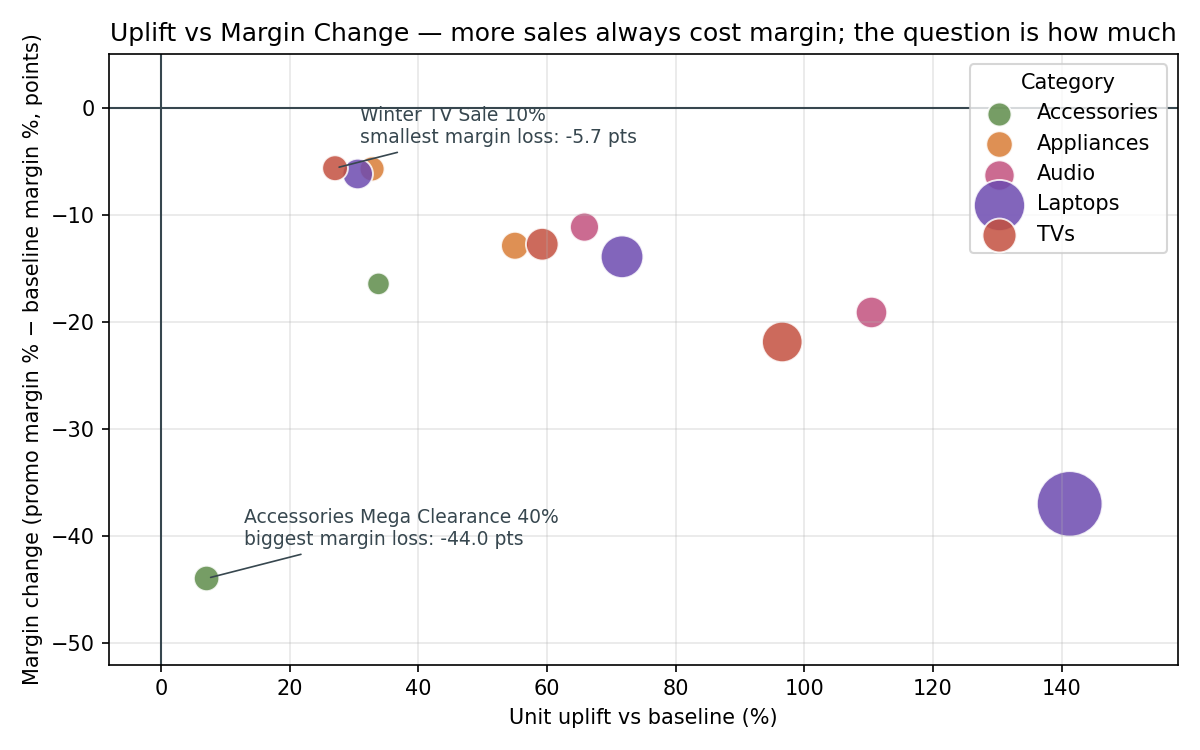 Uplift vs Margin Change — more sales always cost margin; the question is how much
Margin change (promo margin % − baseline margin %, points)
0
−10
−20
−30
−40
−50
Winter TV Sale 10%
smallest margin loss: -5.7 pts
Accessories Mega Clearance 40%
biggest margin loss: -44.0 pts
Category
Accessories
Appliances
Audio
Laptops
TVs
0
20
40
60
80
100
120
140
Unit uplift vs baseline (%)